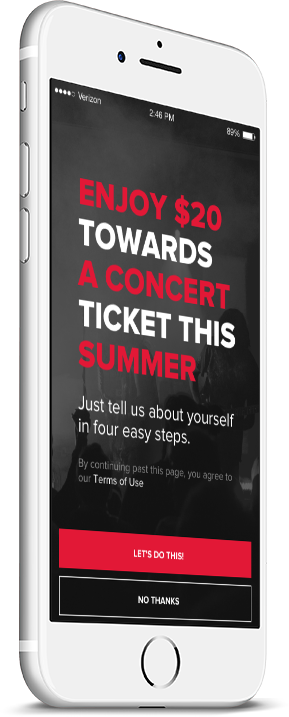 Verizon 2:46 PM 89%
ENJOY $20
TOWARDS
A CONCERT
TICKET THIS
SUMMER
Just tell us about yourself
in four easy steps.
By continuing past this page, you agree to
our Terms of Use
LET'S DO THIS!
NO THANKS